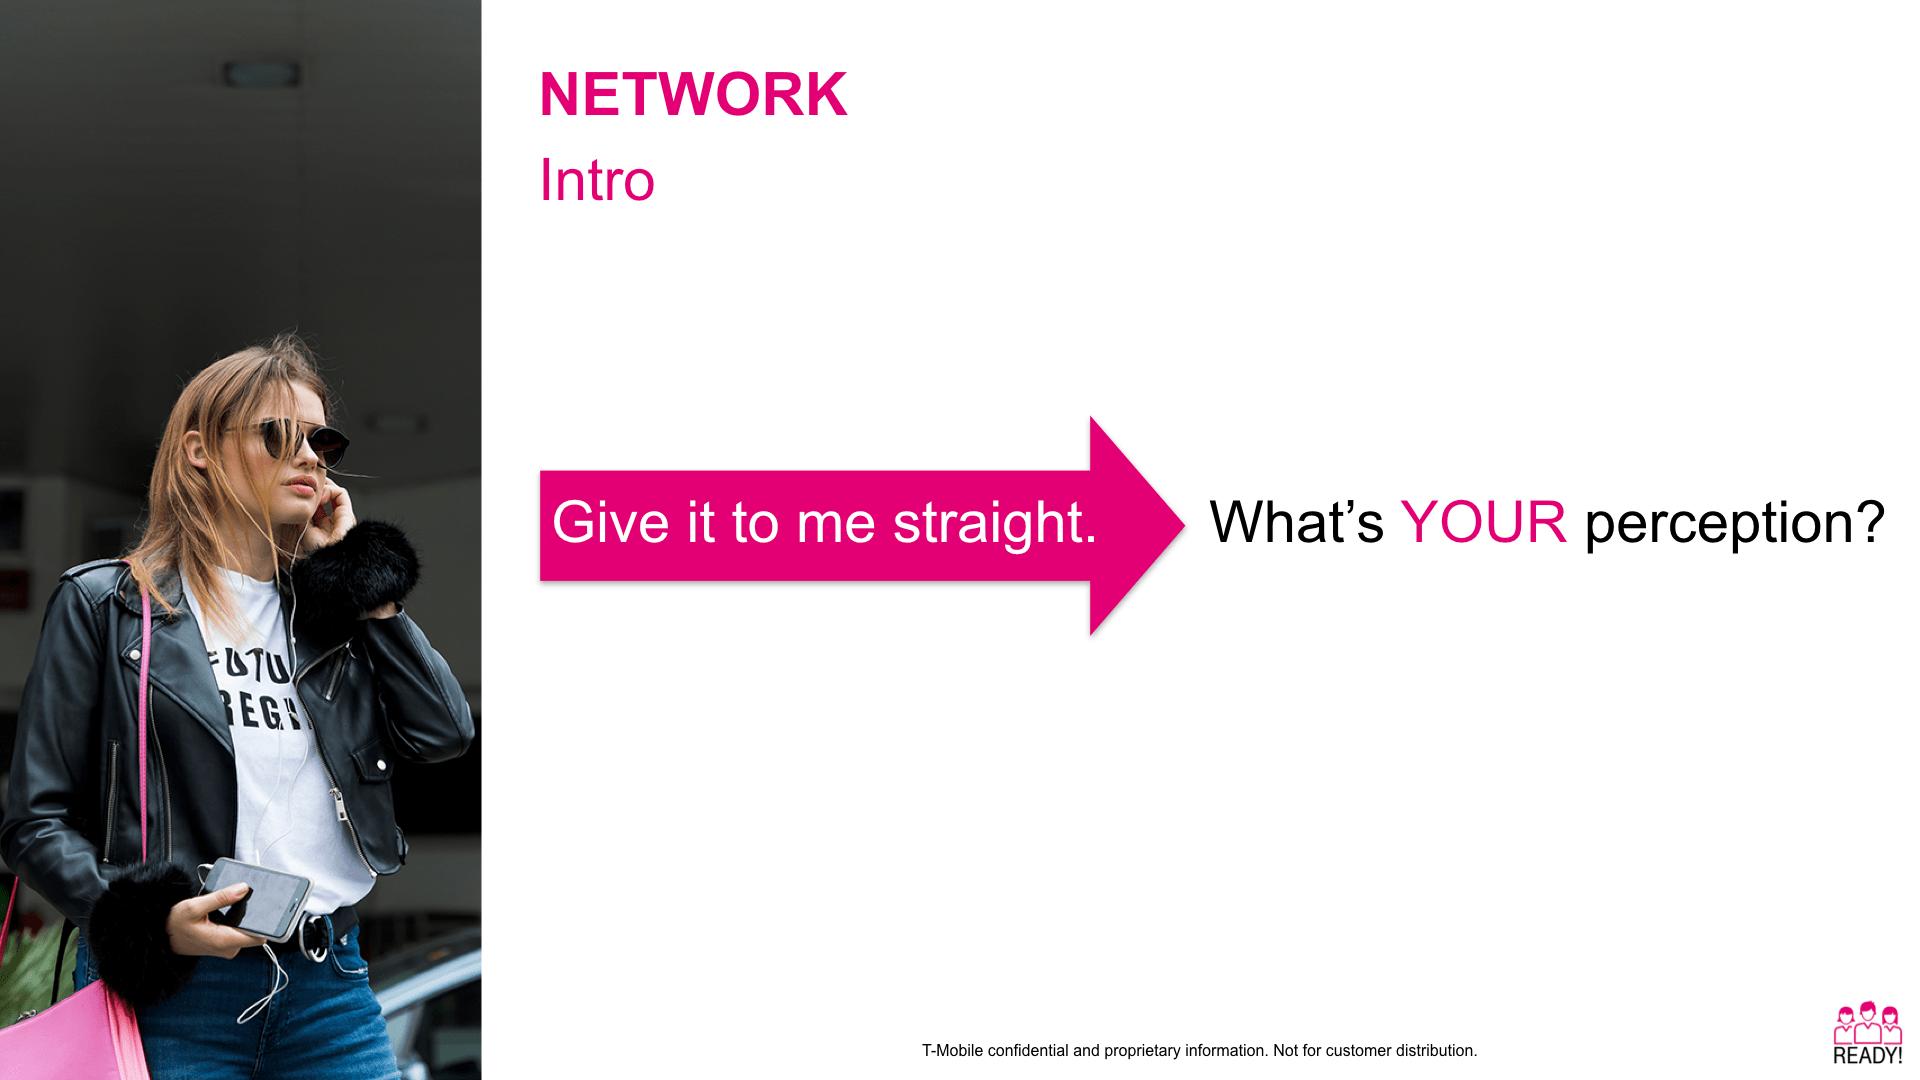 NETWORK
Intro
Give it to me straight.
What’s YOUR perception?
FUTU
REG
T-Mobile confidential and proprietary information. Not for customer distribution.
READY!